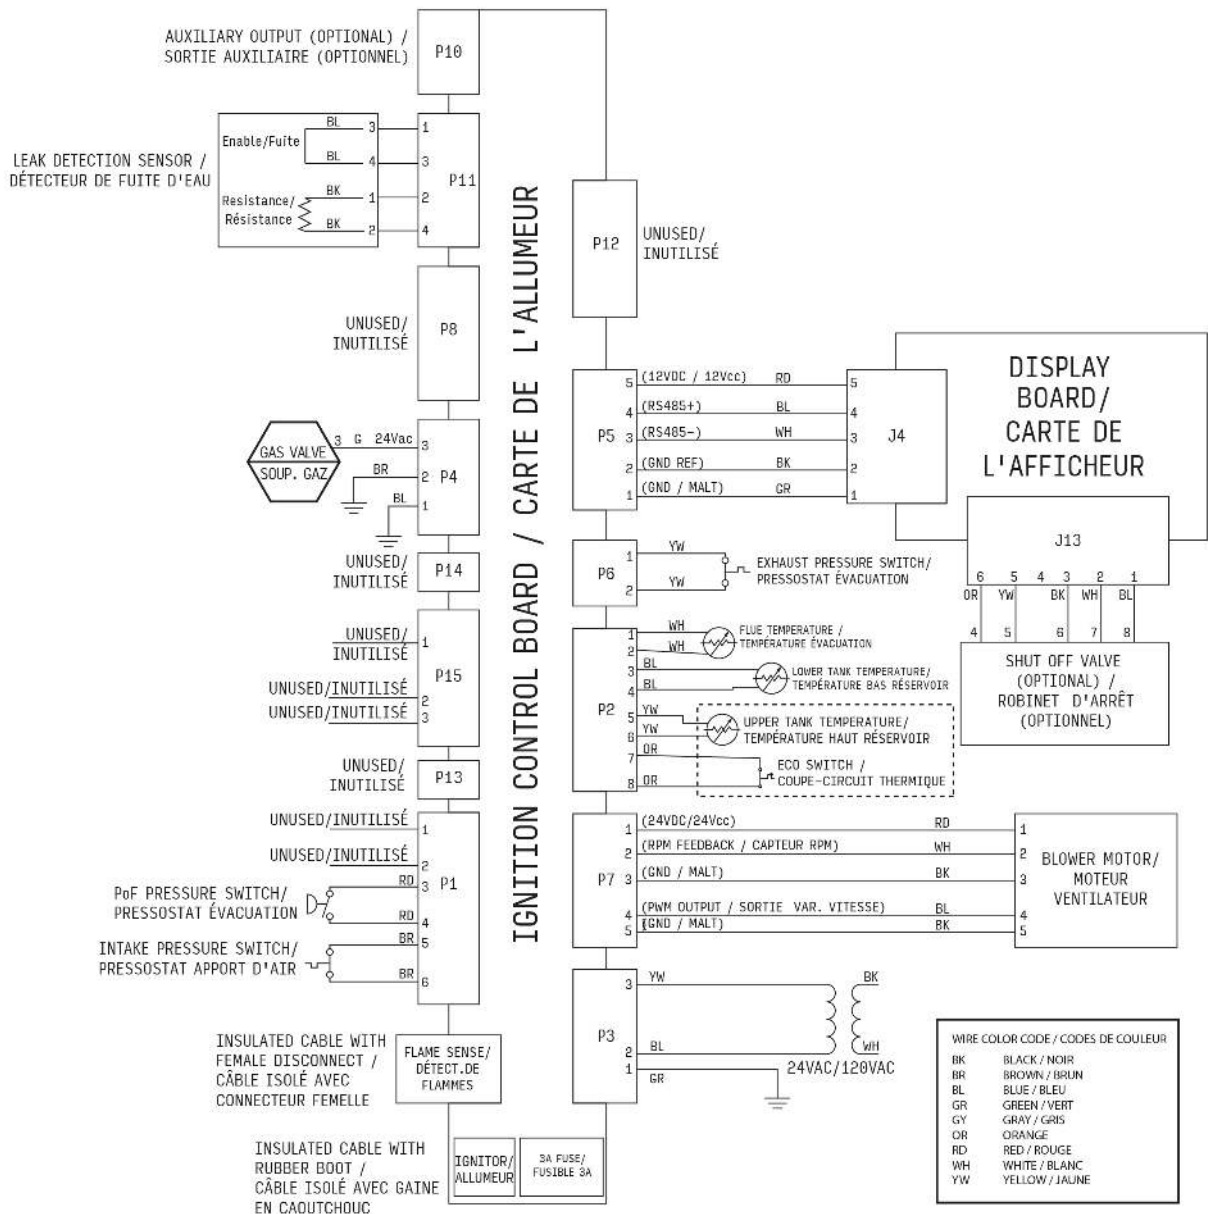 AUXILIARY OUTPUT (OPTIONAL) /
SORTIE AUXILIAIRE (OPTIONNEL)
P10
LEAK DETECTION SENSOR /
DÉTECTEUR DE FUITE D'EAU
Enable/Fuite
Resistance/
Résistance
BL 3 1
BL 4 3
BK 1 2
BK 2 4
P11
UNUSED/
INUTILISÉ
P8
GAS VALVE
SOUP. GAZ
3 G 24Vac 3
BR 2
BL 1
P4
UNUSED/
INUTILISÉ
P14
UNUSED/
INUTILISÉ
1
UNUSED/INUTILISÉ
2
UNUSED/INUTILISÉ
3
P15
UNUSED/
INUTILISÉ
P13
UNUSED/INUTILISÉ
1
UNUSED/INUTILISÉ
2
PoF PRESSURE SWITCH/
PRESSOSTAT ÉVACUATION
RD 3
RD 4
INTAKE PRESSURE SWITCH/
PRESSOSTAT APPORT D'AIR
BR 5
BR 6
P1
INSULATED CABLE WITH
FEMALE DISCONNECT /
CÂBLE ISOLÉ AVEC
CONNECTEUR FEMELLE
FLAME SENSE/
DÉTECT.DE
FLAMMES
INSULATED CABLE WITH
RUBBER BOOT /
CÂBLE ISOLÉ AVEC GAINE
EN CAOUTCHOUC
IGNITOR/
ALLUMEUR
3A FUSE/
FUSIBLE 3A
IGNITION CONTROL BOARD / CARTE DE L'ALLUMEUR
P12
UNUSED/
INUTILISÉ
P5
5 (12VDC / 12Vcc) RD 5
4 (RS485+) BL 4
3 (RS485-) WH 3
2 (GND REF) BK 2
1 (GND / MALT) GR 1
J4
DISPLAY
BOARD/
CARTE DE
L'AFFICHEUR
J13
6 5 4 3 2 1
OR YW BK WH BL
4 5 6 7 8
SHUT OFF VALVE
(OPTIONAL) /
ROBINET D'ARRÊT
(OPTIONNEL)
P6
1 YW
2 YW
EXHAUST PRESSURE SWITCH/
PRESSOSTAT ÉVACUATION
P2
1 WH
2 WH
FLUE TEMPERATURE /
TEMPÉRATURE ÉVACUATION
3 BL
4 BL
LOWER TANK TEMPERATURE/
TEMPÉRATURE BAS RÉSERVOIR
5 YW
6 YW
UPPER TANK TEMPERATURE/
TEMPÉRATURE HAUT RÉSERVOIR
7 OR
8 OR
ECO SWITCH /
COUPE-CIRCUIT THERMIQUE
P7
1 (24VDC/24Vcc) RD 1
2 (RPM FEEDBACK / CAPTEUR RPM) WH 2
3 (GND / MALT) BK 3
4 (PWM OUTPUT / SORTIE VAR. VITESSE) BL 4
5 (GND / MALT) BK 5
BLOWER MOTOR/
MOTEUR
VENTILATEUR
P3
3 YW BK
2 BL WH
24VAC/120VAC
1 GR
WIRE COLOR CODE / CODES DE COULEUR
BK BLACK / NOIR
BR BROWN / BRUN
BL BLUE / BLEU
GR GREEN / VERT
GY GRAY / GRIS
OR ORANGE
RD RED / ROUGE
WH WHITE / BLANC
YW YELLOW / JAUNE